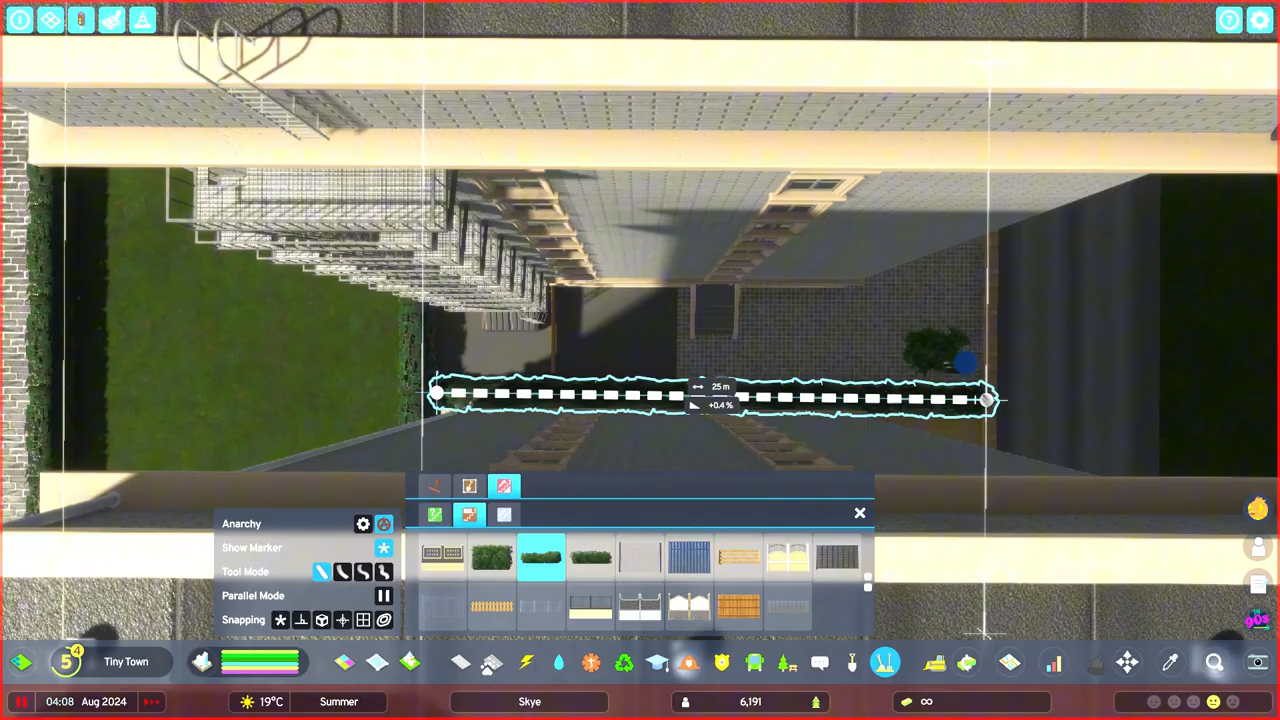 25 m
+0.4 %
Anarchy
Show Marker
Tool Mode
Parallel Mode
Snapping
5
4
Tiny Town
04:08 Aug 2024
19°C
Summer
Skye
6,191
∞
90s